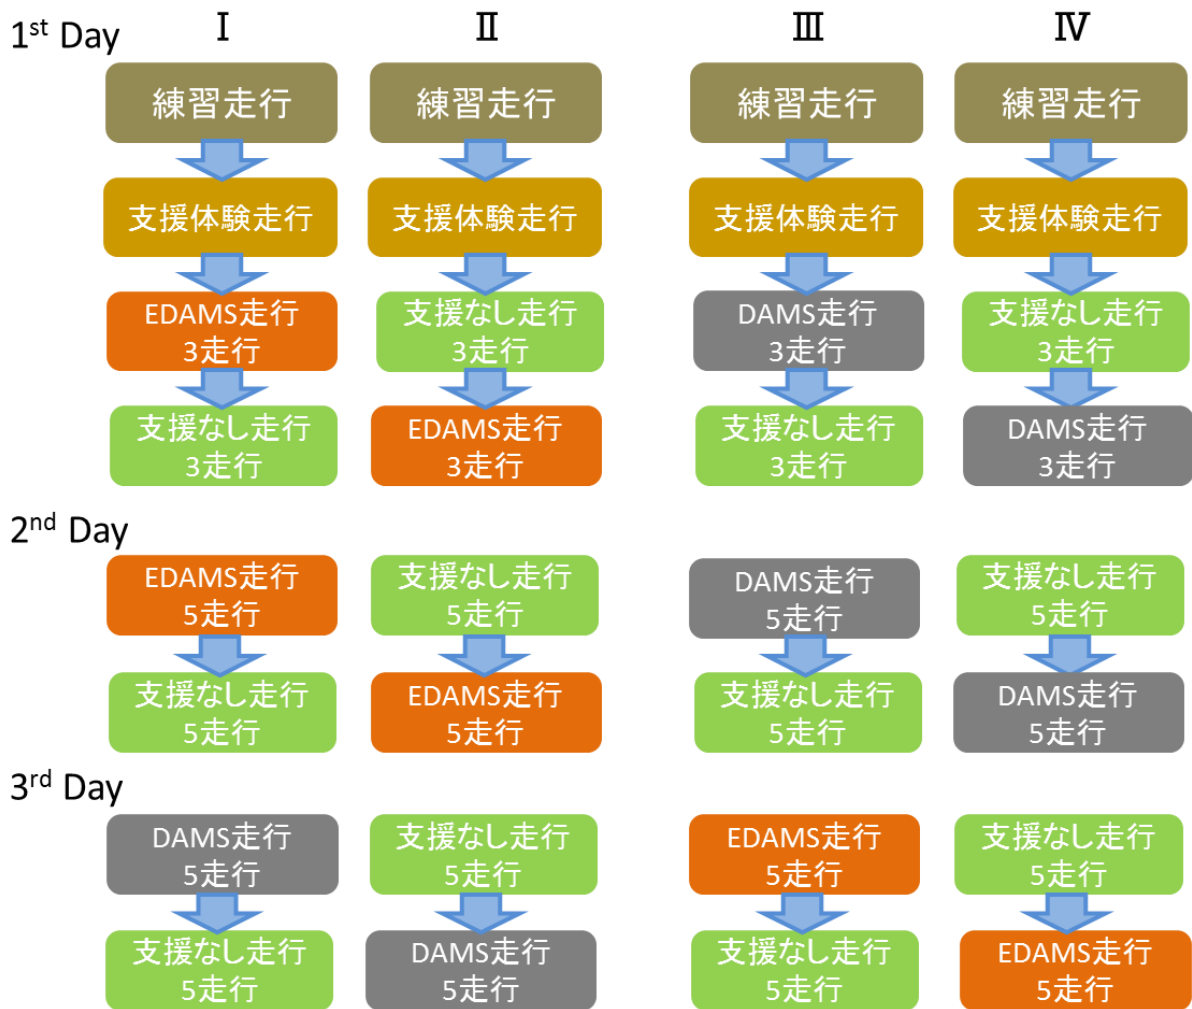 1st Day
I
II
III
IV
練習走行
練習走行
練習走行
練習走行
支援体験走行
支援体験走行
支援体験走行
支援体験走行
EDAMS走行
3走行
支援なし走行
3走行
DAMS走行
3走行
支援なし走行
3走行
支援なし走行
3走行
EDAMS走行
3走行
支援なし走行
3走行
DAMS走行
3走行
2nd Day
EDAMS走行
5走行
支援なし走行
5走行
DAMS走行
5走行
支援なし走行
5走行
支援なし走行
5走行
EDAMS走行
5走行
支援なし走行
5走行
DAMS走行
5走行
3rd Day
DAMS走行
5走行
支援なし走行
5走行
EDAMS走行
5走行
支援なし走行
5走行
支援なし走行
5走行
DAMS走行
5走行
支援なし走行
5走行
EDAMS走行
5走行